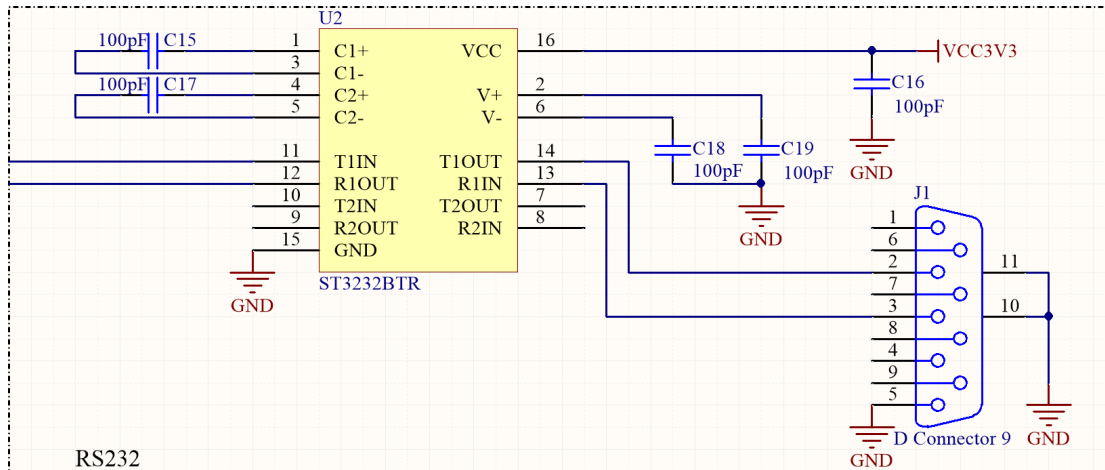 U2
100pF C15
1 C1+ VCC 16 VCC3V3
3 C1-
100pF C17
4 C2+ V+ 2 C16
5 C2- V- 6 100pF
GND
C18 C19
100pF 100pF
11 T1IN T1OUT 14
12 R1OUT R1IN 13
10 T2IN T2OUT 7
9 R2OUT R2IN 8
15 GND
GND
GND
ST3232BTR
J1
1
6
2 11
7
3 10
8
4
9
5
D Connector 9 GND
GND
RS232